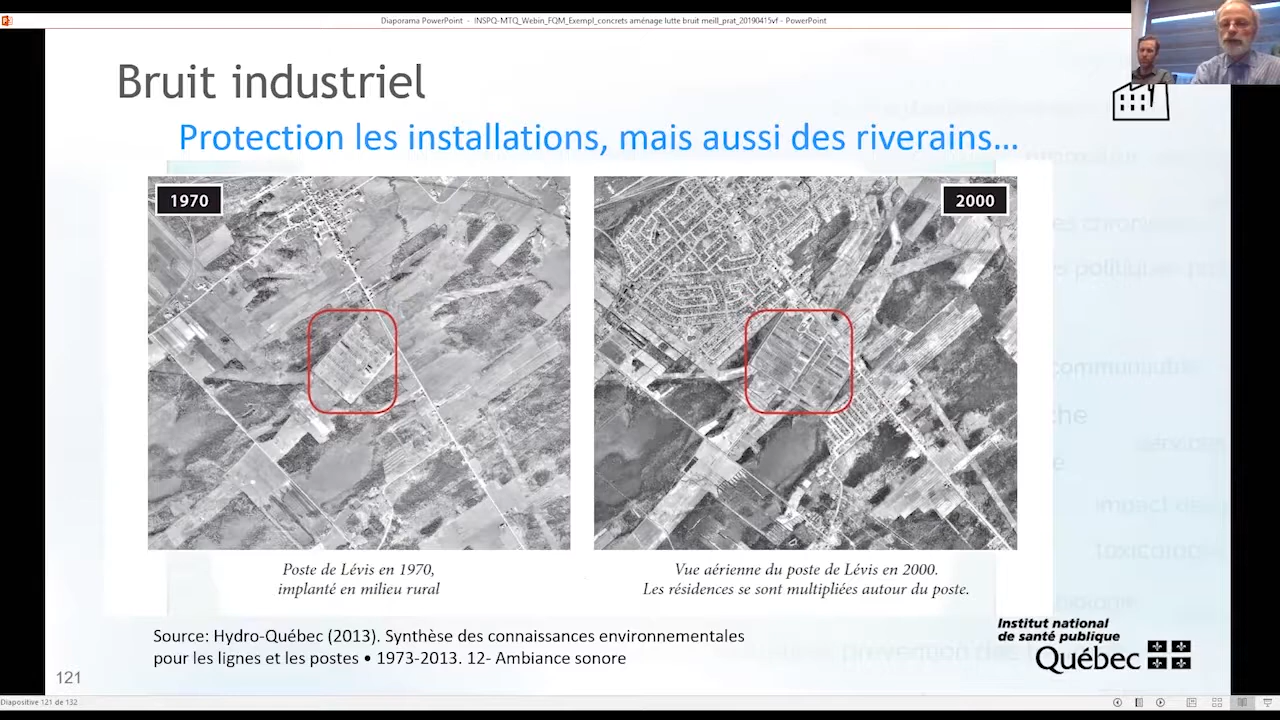 Diaporama PowerPoint - INSPQ-MTQ_Webin_FQM_Exempl_concrets aménage lutte bruit meill_prat_20190415vf - PowerPoint
Bruit industriel
Protection les installations, mais aussi des riverains...
1970
2000
Poste de Lévis en 1970,
implanté en milieu rural
Vue aérienne du poste de Lévis en 2000.
Les résidences se sont multipliées autour du poste.
Source: Hydro-Québec (2013). Synthèse des connaissances environnementales
pour les lignes et les postes • 1973-2013. 12- Ambiance sonore
Institut national
de santé publique
Québec
121
Diapositive 121 de 132